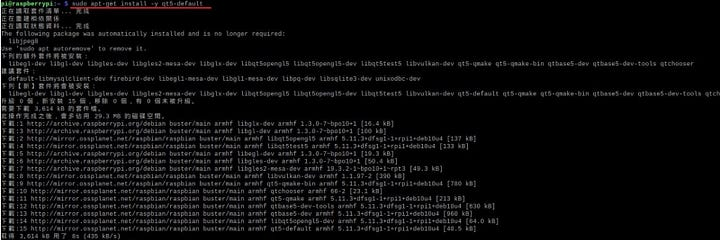 pi@raspberrypi:~ $ sudo apt-get install -y qt5-default
正在讀取套件清單... 完成
正在重建相依關係
正在讀取狀態資料... 完成
The following package was automatically installed and is no longer required:
  libjpeg8
Use 'sudo apt autoremove' to remove it.
下列的額外套件將被安裝：
  libegl-dev libgl-dev libgles-dev libgles2-mesa-dev libglx-dev libqt5opengl5-dev libqt5test5 libvulkan-dev qt5-qmake qt5-qmake-bin qtbase5-dev qtbase5-dev-tools qtchooser
建議套件：
  default-libmysqlclient-dev firebird-dev libegl1-mesa-dev libgl1-mesa-dev libpq-dev libsqlite3-dev unixodbc-dev
下列【新】套件將會被安裝：
  libegl-dev libgl-dev libgles-dev libgles2-mesa-dev libglx-dev libqt5opengl5-dev libqt5test5 libvulkan-dev qt5-default qt5-qmake qt5-qmake-bin qtbase5-dev qtbase5-dev-tools
升級 0 個，新安裝 15 個，移除 0 個，有 0 個未被升級。
需要下載 3,614 kB 的套件檔。
此操作完成之後，會多佔用 29.3 MB 的磁碟空間。
下載:1 http://archive.raspberrypi.org/debian buster/main armhf libglx-dev armhf 1.3.0-7~bpo10+1 [16.4 kB]
下載:3 http://archive.raspberrypi.org/debian buster/main armhf libgl-dev armhf 1.3.0-7~bpo10+1 [100 kB]
下載:2 http://mirror.ossplanet.net/raspbian/raspbian buster/main armhf libqt5opengl5 armhf 5.11.3+dfsg1-1+rpi1+deb10u4 [137 kB]
下載:4 http://mirror.ossplanet.net/raspbian/raspbian buster/main armhf libqt5test5 armhf 5.11.3+dfsg1-1+rpi1+deb10u4 [133 kB]
下載:5 http://archive.raspberrypi.org/debian buster/main armhf libegl-dev armhf 1.3.0-7~bpo10+1 [19.3 kB]
下載:6 http://archive.raspberrypi.org/debian buster/main armhf libgles-dev armhf 1.3.0-7~bpo10+1 [50.4 kB]
下載:7 http://archive.raspberrypi.org/debian buster/main armhf libgles2-mesa-dev armhf 19.3.2-1~bpo10+1~rpt3 [49.3 kB]
下載:8 http://mirror.ossplanet.net/raspbian/raspbian buster/main armhf libvulkan-dev armhf 1.1.97-2 [390 kB]
下載:9 http://mirror.ossplanet.net/raspbian/raspbian buster/main armhf qt5-qmake-bin armhf 5.11.3+dfsg1-1+rpi1+deb10u4 [780 kB]
下載:10 http://mirror.ossplanet.net/raspbian/raspbian buster/main armhf qtchooser armhf 66-2 [23.1 kB]
下載:11 http://mirror.ossplanet.net/raspbian/raspbian buster/main armhf qt5-qmake armhf 5.11.3+dfsg1-1+rpi1+deb10u4 [213 kB]
下載:12 http://mirror.ossplanet.net/raspbian/raspbian buster/main armhf qtbase5-dev-tools armhf 5.11.3+dfsg1-1+rpi1+deb10u4 [630 kB]
下載:13 http://mirror.ossplanet.net/raspbian/raspbian buster/main armhf qtbase5-dev armhf 5.11.3+dfsg1-1+rpi1+deb10u4 [960 kB]
下載:14 http://mirror.ossplanet.net/raspbian/raspbian buster/main armhf libqt5opengl5-dev armhf 5.11.3+dfsg1-1+rpi1+deb10u4 [64.0 kB]
下載:15 http://mirror.ossplanet.net/raspbian/raspbian buster/main armhf qt5-default armhf 5.11.3+dfsg1-1+rpi1+deb10u4 [48.5 kB]
取得 3,614 kB 用了 8s (435 kB/s)